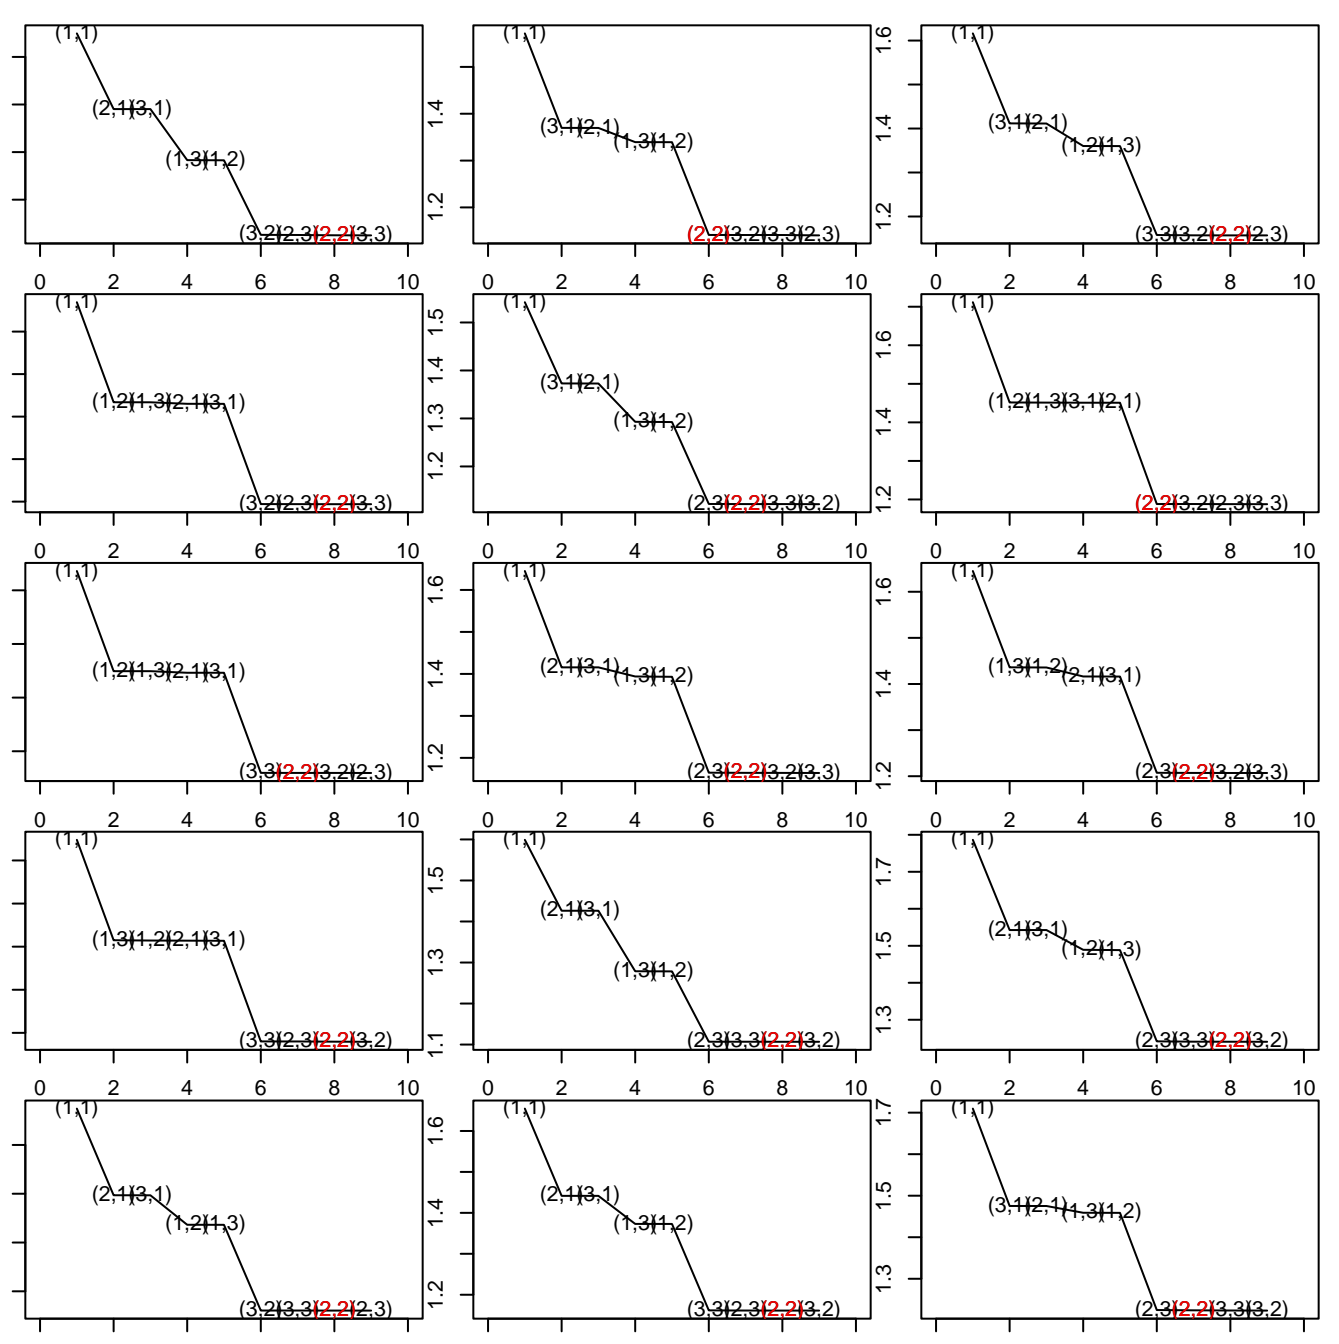 (1,1) (1,1) 1.6 (1,1)
(2,1)(3,1) 1.4 (3,1)(2,1) 1.4 (3,1)(2,1)
(1,3)(1,2) (1,3)(1,2) (1,2)(1,3)
1.2 1.2
(3,2)(2,3)(2,2)(3,3) (2,2)(3,2)(3,3)(2,3) (3,3)(3,2)(2,2)(2,3)
0 2 4 6 8 10 0 2 4 6 8 10 0 2 4 6 8 10
(1,1) 1.5 (1,1) 1.6 (1,1)
1.4 (3,1)(2,1)
(1,2)(1,3)(2,1)(3,1) 1.3 (1,3)(1,2) 1.4 (1,2)(1,3)(3,1)(2,1)
1.2 1.2
(3,2)(2,3)(2,2)(3,3) (2,3)(2,2)(3,3)(3,2) (2,2)(3,2)(2,3)(3,3)
0 2 4 6 8 10 0 2 4 6 8 10 0 2 4 6 8 10
(1,1) 1.6 (1,1) 1.6 (1,1)
(1,2)(1,3)(2,1)(3,1) 1.4 (2,1)(3,1)(1,3)(1,2) 1.4 (1,3)(1,2)(2,1)(3,1)
1.2 1.2
(3,3)(2,2)(3,2)(2,3) (2,3)(2,2)(3,2)(3,3) (2,3)(2,2)(3,2)(3,3)
0 2 4 6 8 10 0 2 4 6 8 10 0 2 4 6 8 10
(1,1) 1.5 (1,1) 1.7 (1,1)
(1,3)(1,2)(2,1)(3,1) (2,1)(3,1) 1.5 (2,1)(3,1)(1,2)(1,3)
1.3 (1,3)(1,2) 1.3
(3,3)(2,3)(2,2)(3,2) 1.1 (2,3)(3,3)(2,2)(3,2) (2,3)(3,3)(2,2)(3,2)
0 2 4 6 8 10 0 2 4 6 8 10 0 2 4 6 8 10
(1,1) 1.6 (1,1) 1.7 (1,1)
(2,1)(3,1) (2,1)(3,1) 1.5 (3,1)(2,1)(1,3)(1,2)
(1,2)(1,3) 1.4 (1,3)(1,2)
1.2 1.3
(3,2)(3,3)(2,2)(2,3) (3,3)(2,3)(2,2)(3,2) (2,3)(2,2)(3,3)(3,2)